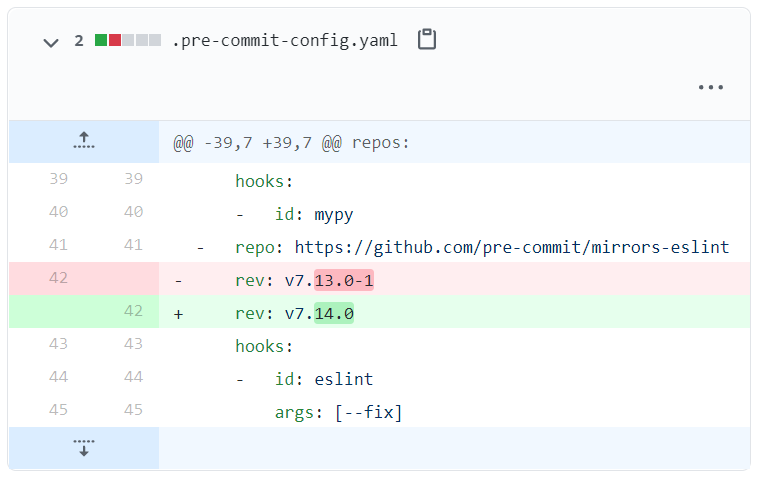 2 .pre-commit-config.yaml
@@ -39,7 +39,7 @@ repos:
39 39 hooks:
40 40 - id: mypy
41 41 - repo: https://github.com/pre-commit/mirrors-eslint
42 - rev: v7.13.0-1
42 + rev: v7.14.0
43 43 hooks:
44 44 - id: eslint
45 45 args: [--fix]